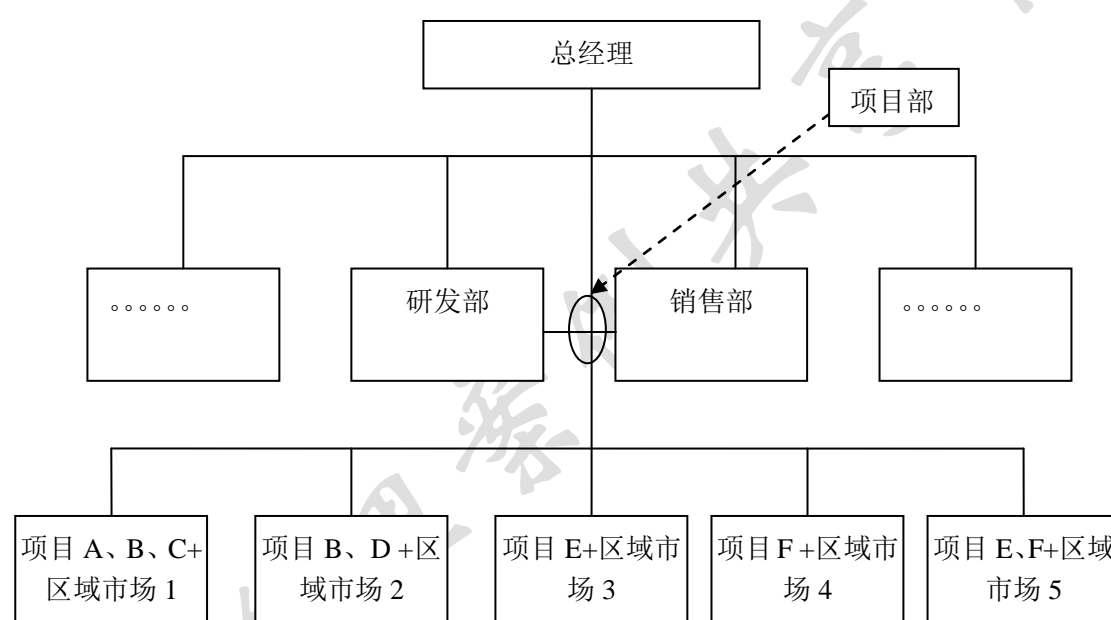 总经理
项目部
。。。。。。
研发部
销售部
。。。。。。
项目 A、B、C+
区域市场 1
项目 B、D +区
域市场 2
项目 E+区域市
场 3
项目 F +区域市
场 4
项目 E、F+区域
市场 5